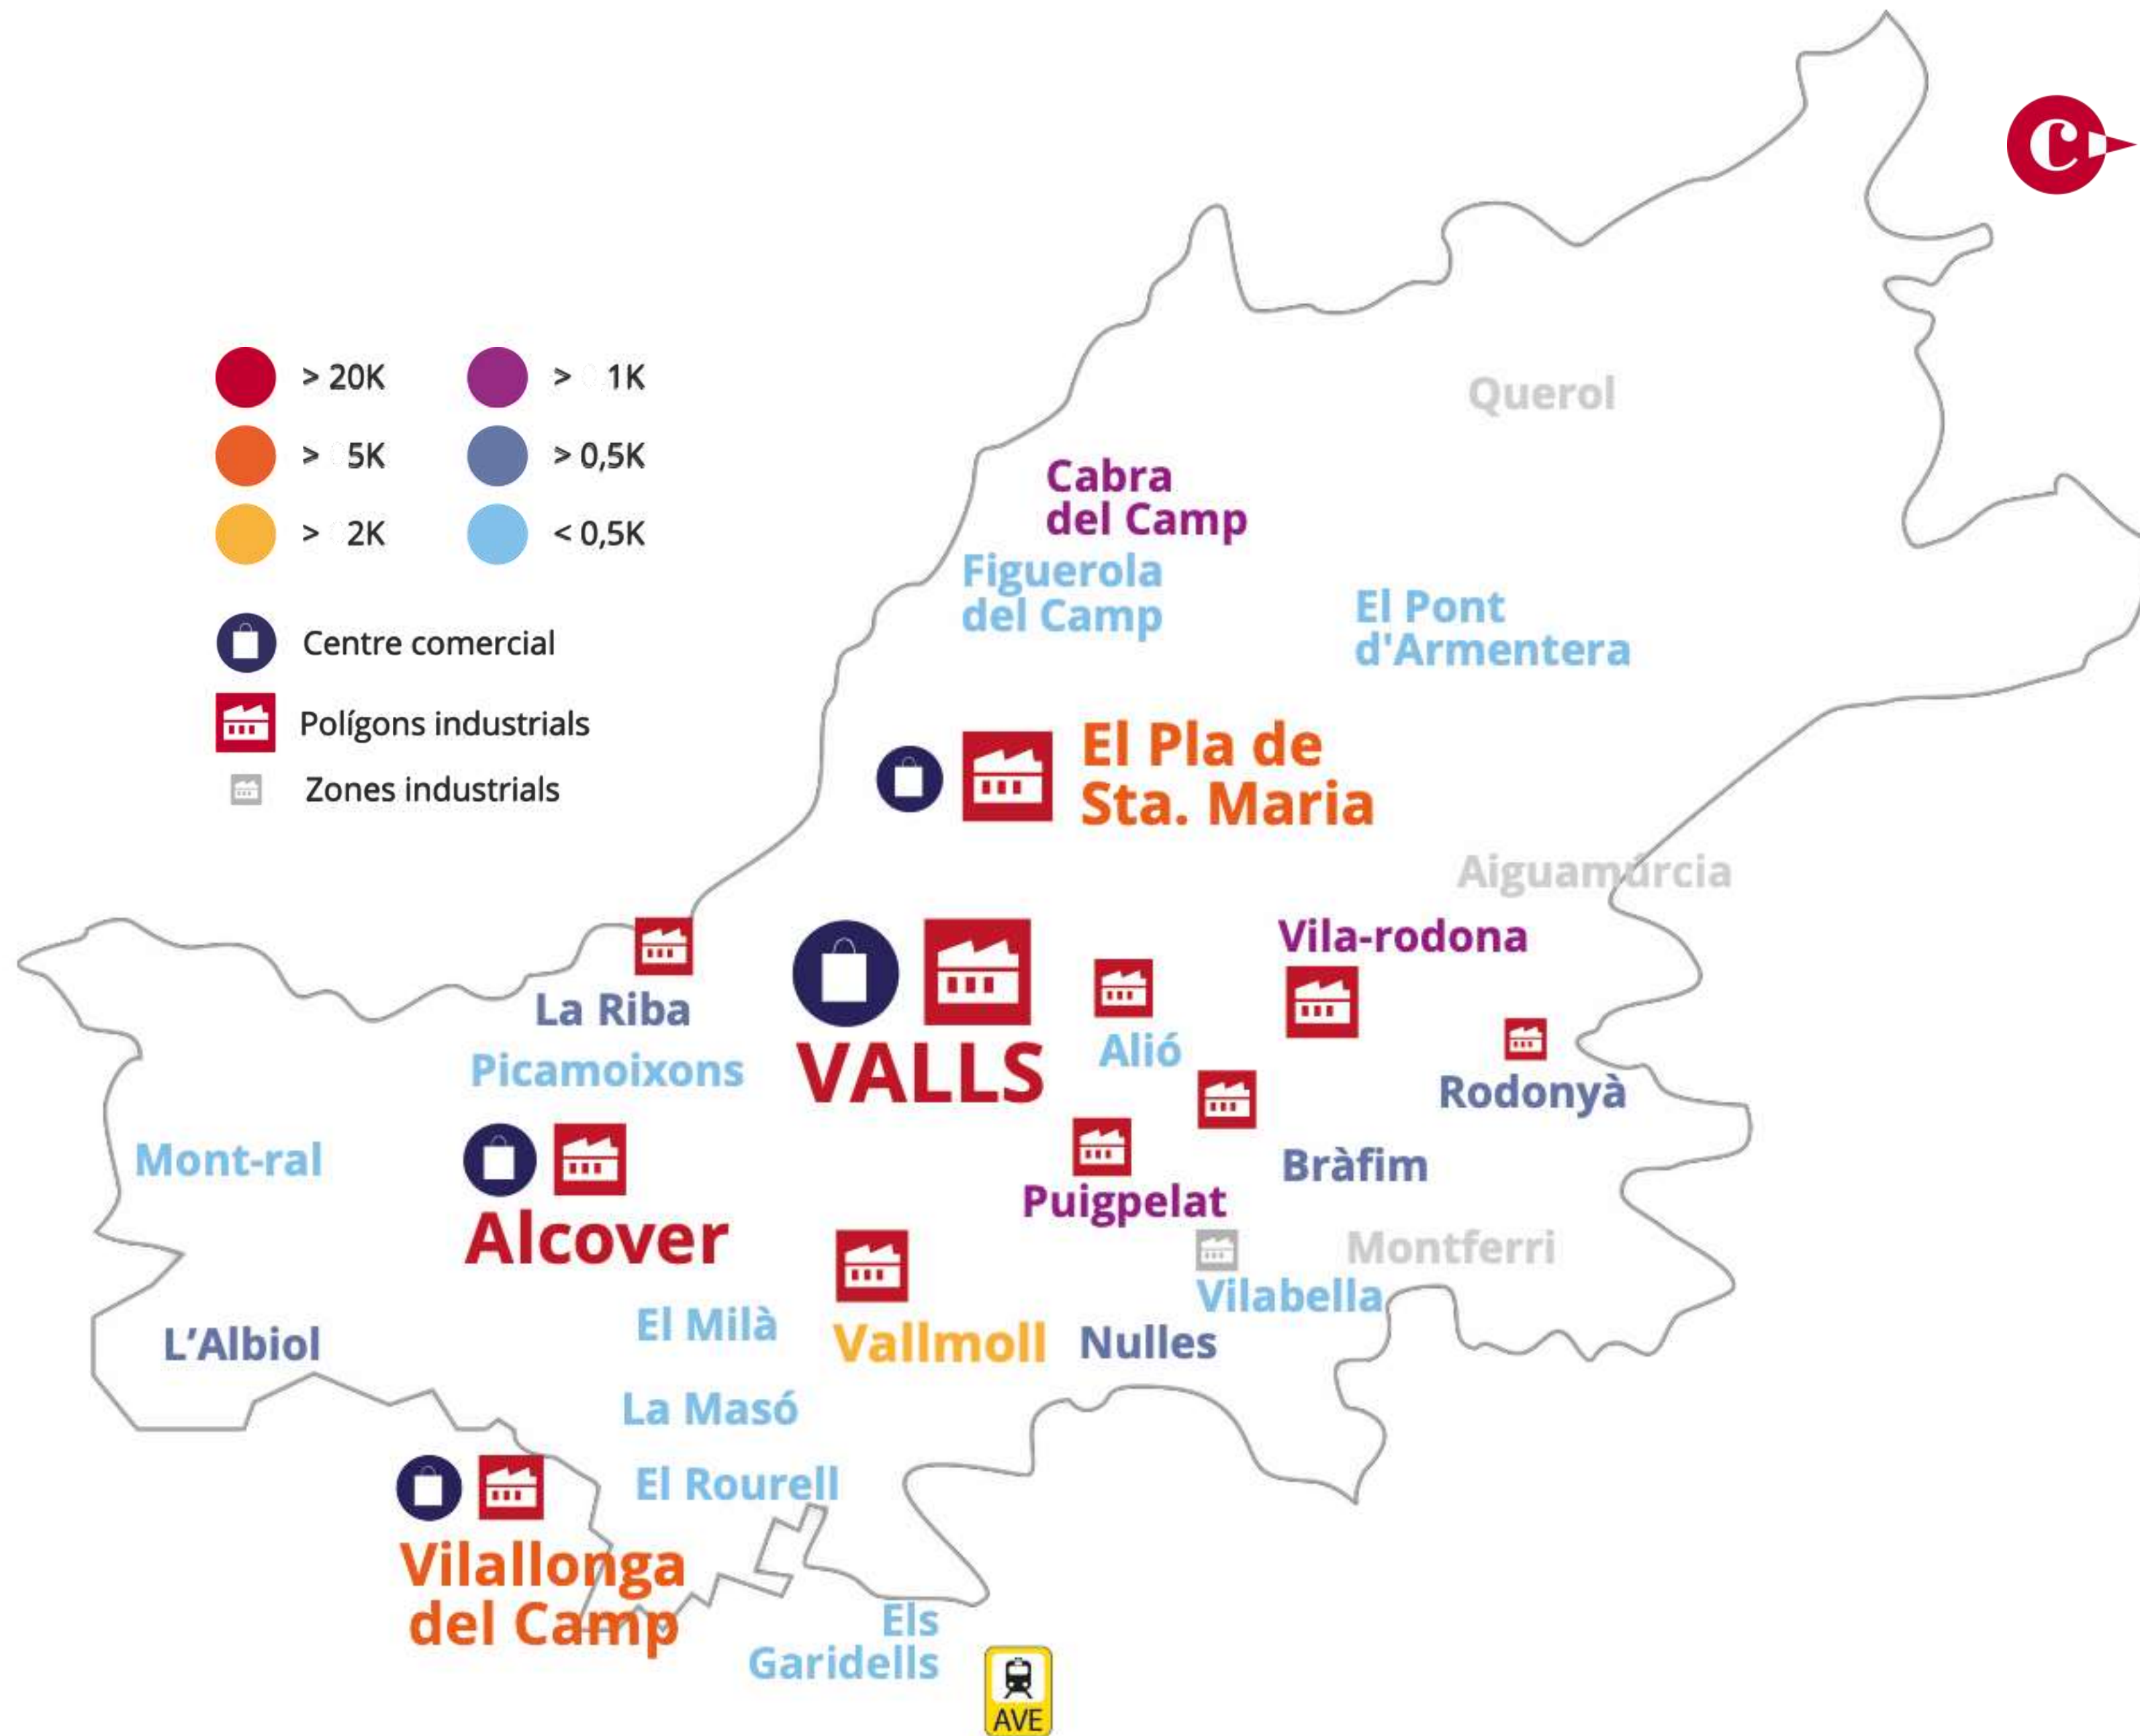 C
> 20K
> 1K
> 5K
> 0,5K
> 2K
< 0,5K
Centre comercial
Polígons industrials
Zones industrials
Querol
Cabra
del Camp
Figuerola
del Camp
El Pont
d'Armentera
El Pla de
Sta. Maria
Aiguamúrcia
Vila-rodona
La Riba
Picamoixons
VALLS
Alió
Rodonyà
Mont-ral
Bràfim
Puigpelat
Alcover
Montferri
Vilabella
El Milà
Vallmoll
Nulles
L'Albiol
La Masó
El Rourell
Vilallonga
del Camp
Els
Garidells
AVE